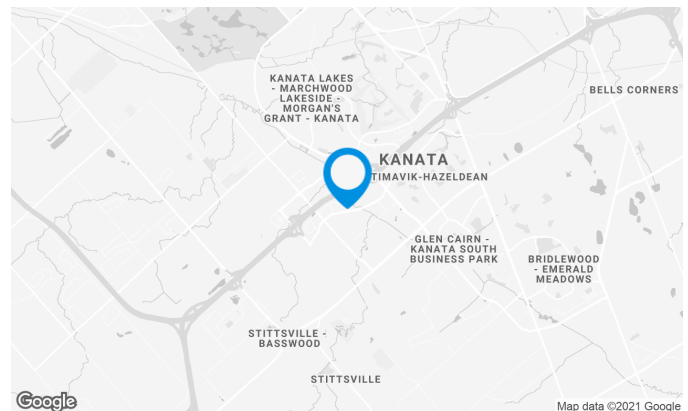 KANATA LAKES
- MARCHWOOD
LAKESIDE -
MORGAN'S
GRANT - KANATA
BELLS CORNERS
KANATA
TIMAVIK-HAZELDEAN
GLEN CAIRN -
KANATA SOUTH
BUSINESS PARK
BRIDLEWOOD
- EMERALD
MEADOWS
STITTSVILLE -
BASSWOOD
STITTSVILLE
Google
Map data ©2021 Google